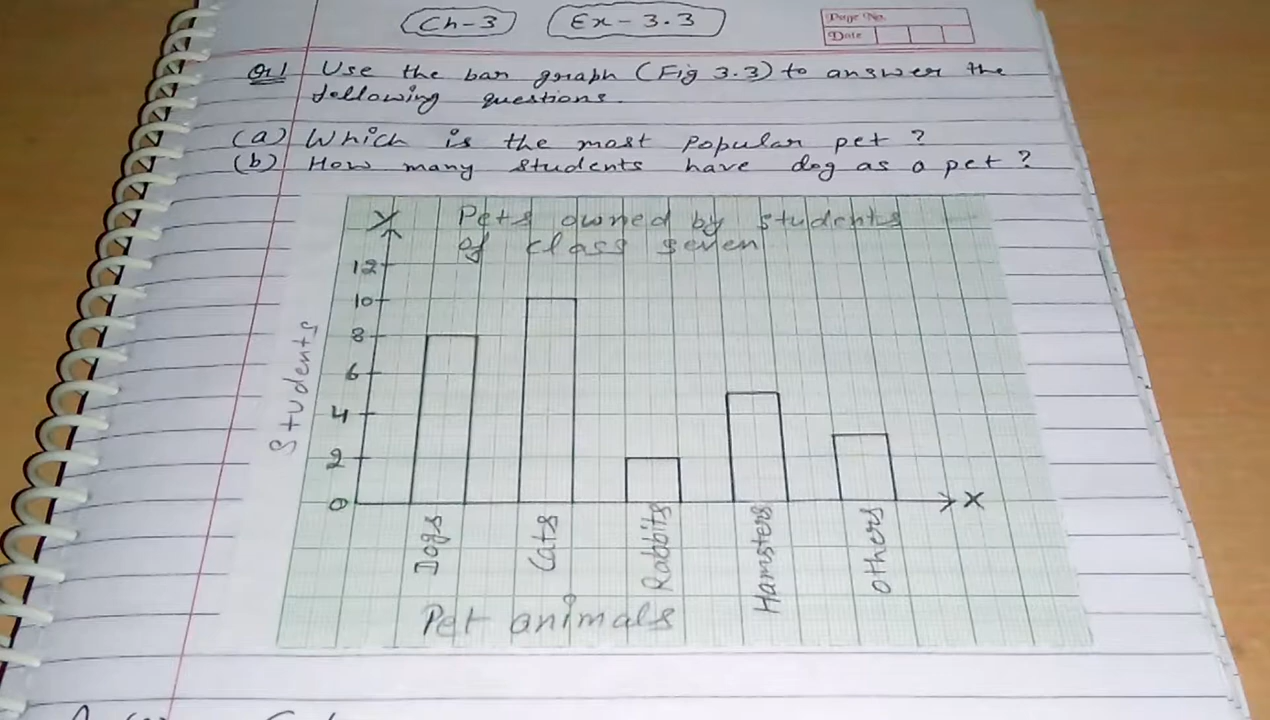 Ch-3 Ex-3.3
Page No.
Date
Qu1 Use the bar graph (Fig 3.3) to answer the
following questions.
(a) Which is the most popular pet ?
(b) How many students have dog as a pet ?
Y Pets owned by students
of class seven
12
10
8
6
4
2
0
X
Students
Dogs
Cats
Rabbits
Hamsters
others
Pet animals